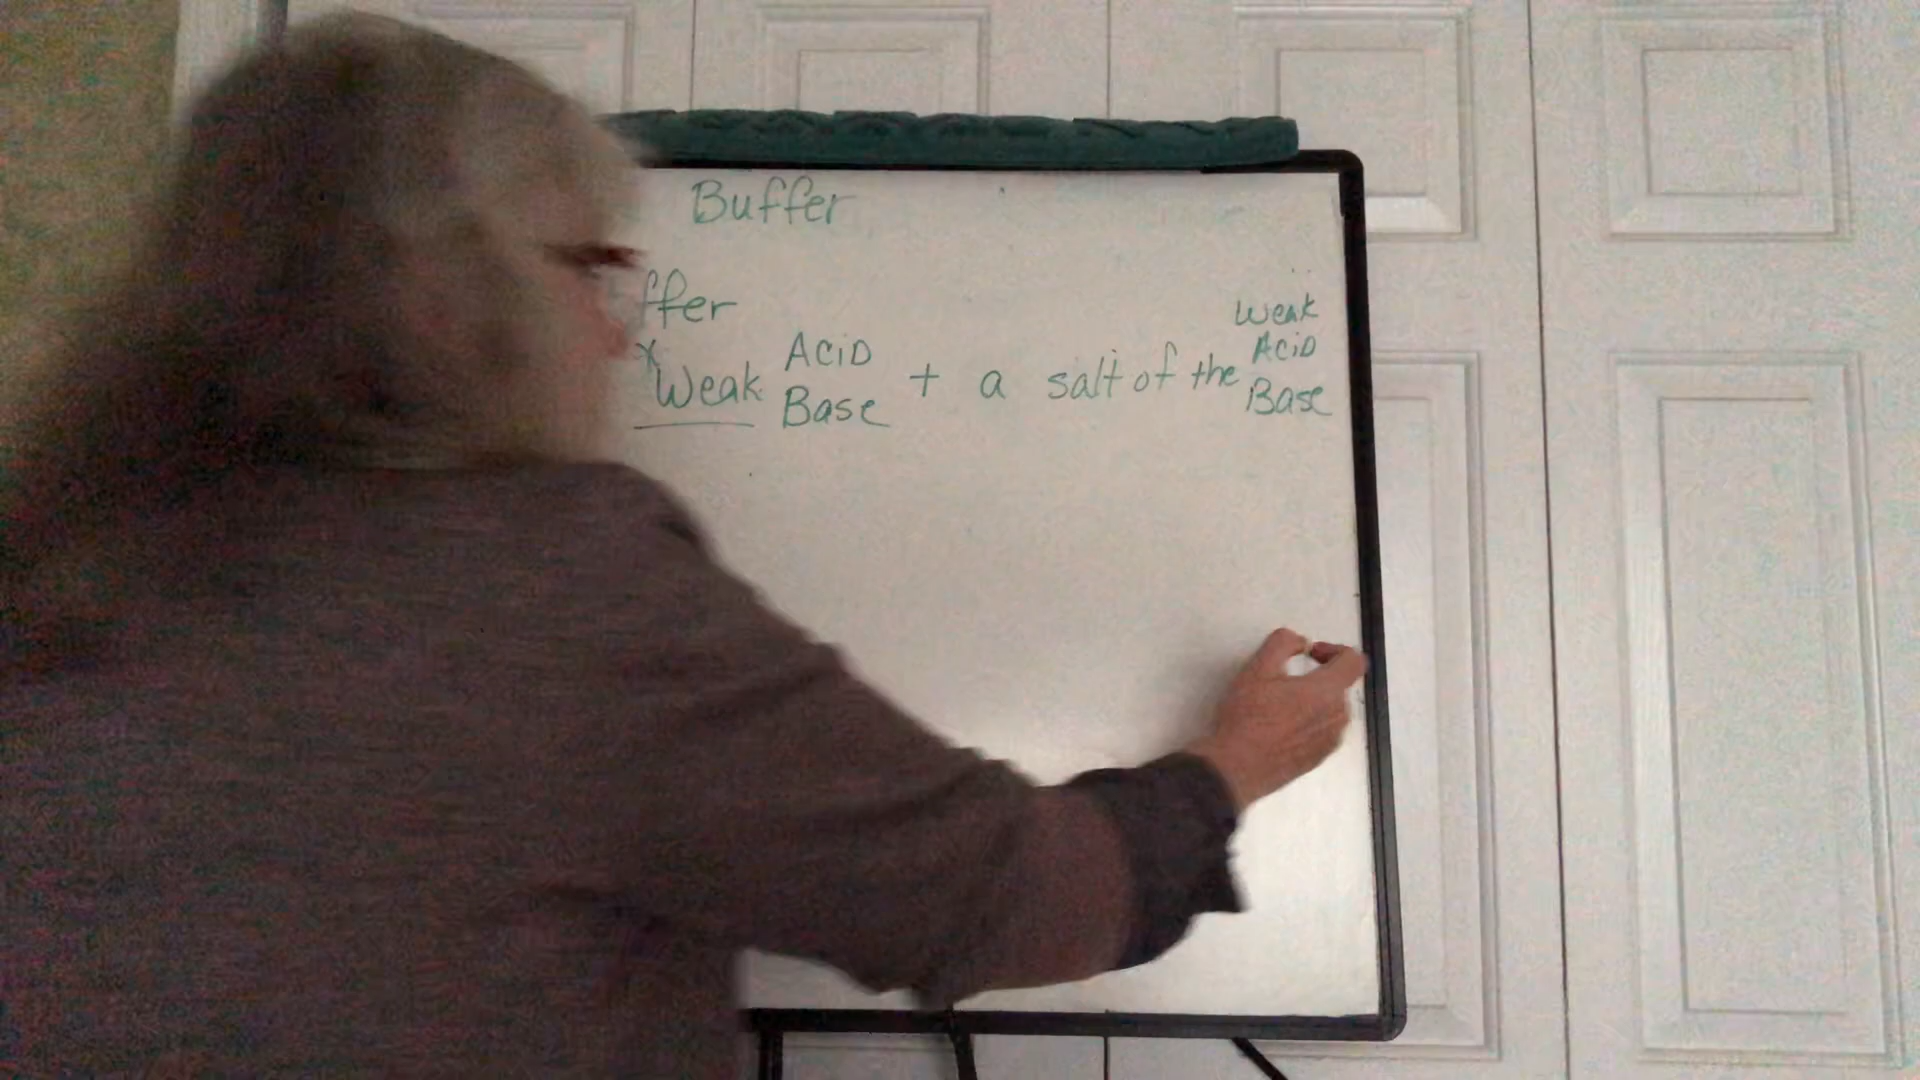 Buffer
ffer
Weak Acid Base + a salt of the Weak Acid Base